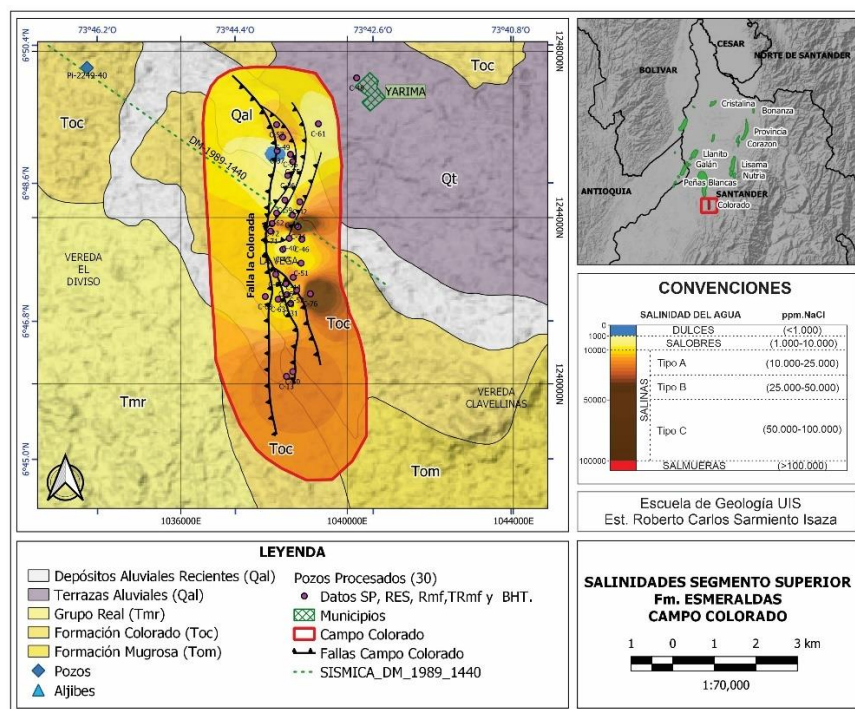 73°46.2'
73°44.4'
73°42.6'
73°40.8'
6°50.4'N
6°48.6'N
6°46.8'N
6°45.0'N
1248000N
1244000N
1240000N
1036000E
1040000E
1044000E
PI-2249-40
Toc
Qal
DM-1989-1440
C-61
YARIMA
Toc
Qt
Falla la Colorada
VEREDA
EL
DIVISO
C-46
C-51
C-76
Toc
Tmr
VEREDA
CLAVELLINAS
Toc
Tom
CESAR
NORTE DE SANTANDER
BOLIVAR
Cristalina
Bonanza
Provincia
Corazon
Llanito
Galán
Lisama
Nutria
Peñas Blancas
ANTIOQUIA
SANTANDER
Colorado
CONVENCIONES
SALINIDAD DEL AGUA ppm.NaCl
0
DULCES (<1.000)
1000
SALOBRES (1.000-10.000)
10000
SALINAS
Tipo A (10.000-25.000)
Tipo B (25.000-50.000)
50000
Tipo C (50.000-100.000)
100000
SALMUERAS (>100.000)
Escuela de Geología UIS
Est. Roberto Carlos Sarmiento Isaza
LEYENDA
Depósitos Aluviales Recientes (Qal)
Terrazas Aluviales (Qal)
Grupo Real (Tmr)
Formación Colorado (Toc)
Formación Mugrosa (Tom)
Pozos
Aljibes
Pozos Procesados (30)
Datos SP, RES, Rmf,TRmf y BHT.
Municipios
Campo Colorado
Fallas Campo Colorado
SISMICA_DM_1989_1440
SALINIDADES SEGMENTO SUPERIOR
Fm. ESMERALDAS
CAMPO COLORADO
1 0 1 2 3 km
1:70,000